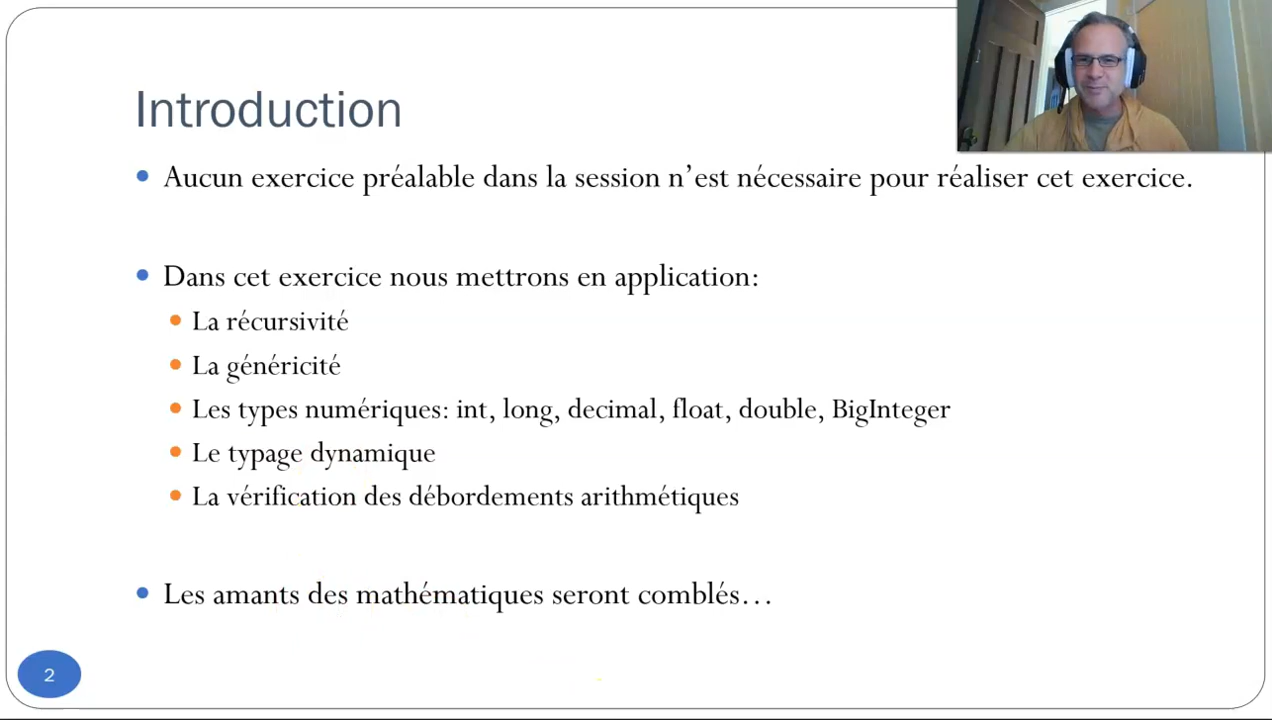 Introduction
Aucun exercice préalable dans la session n’est nécessaire pour réaliser cet exercice.
Dans cet exercice nous mettrons en application:
La récursivité
La généricité
Les types numériques: int, long, decimal, float, double, BigInteger
Le typage dynamique
La vérification des débordements arithmétiques
Les amants des mathématiques seront comblés…
2